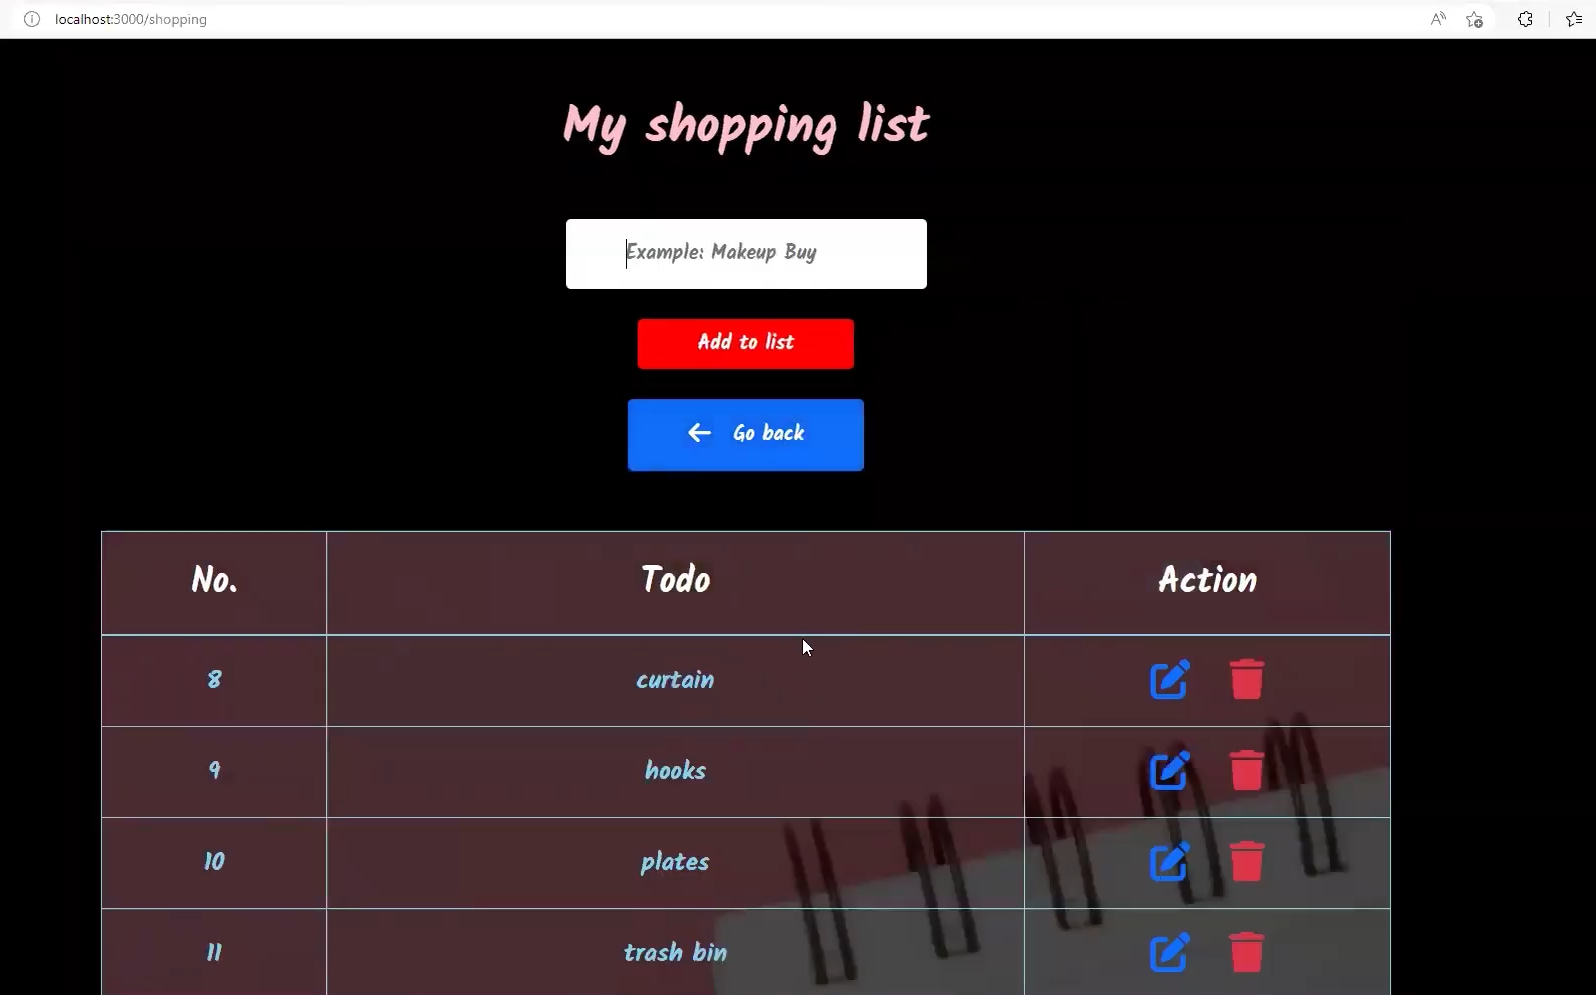 localhost:3000/shopping
My shopping list
Example: Makeup Buy
Add to list
Go back
No. Todo Action
8 curtain
9 hooks
10 plates
11 trash bin